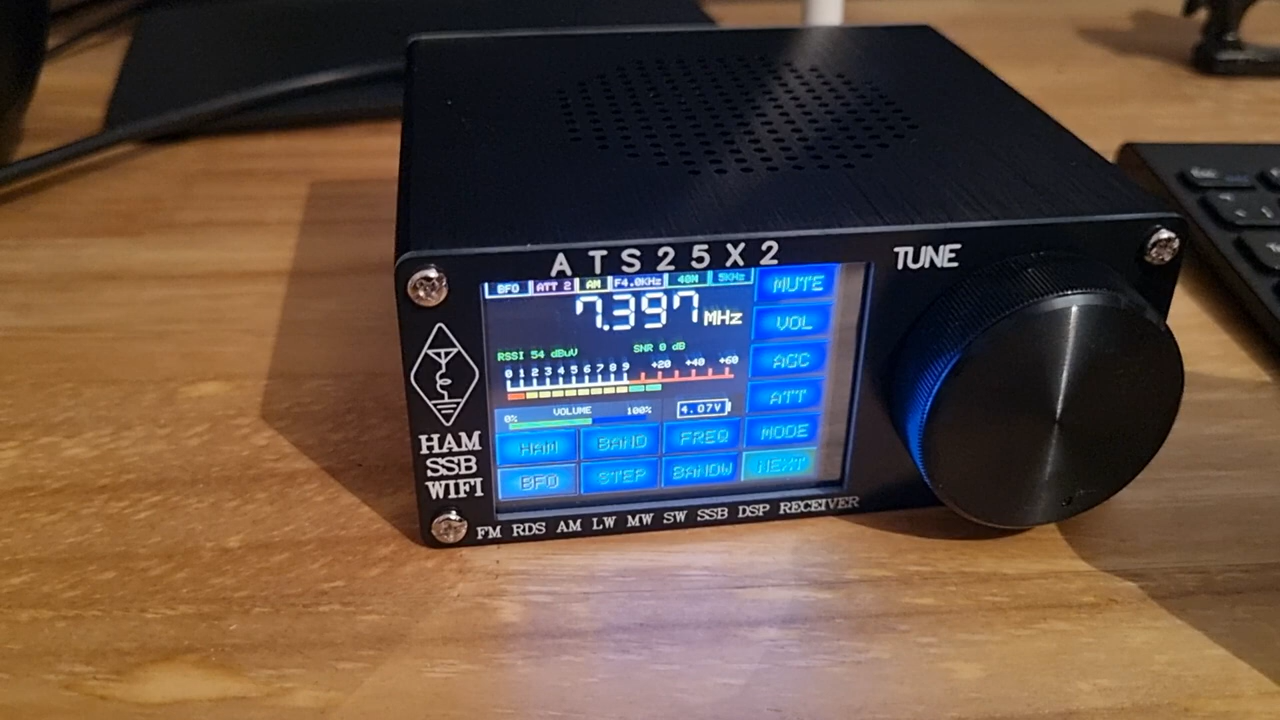 ATS25X2
TUNE
BFO ATT 2 AM F4.0KHz 40M 5KHz
7.397 MHz
RSSI 54 dBuV SNR 0 dB
0 1 2 3 4 5 6 7 8 9 +20 +40 +60
0% VOLUME 100% 4.07V
MUTE
VOL
AGC
ATT
HAM BAND FREQ MODE
BFO STEP BANDW NEXT
HAM
SSB
WIFI
FM RDS AM LW MW SW SSB DSP RECEIVER